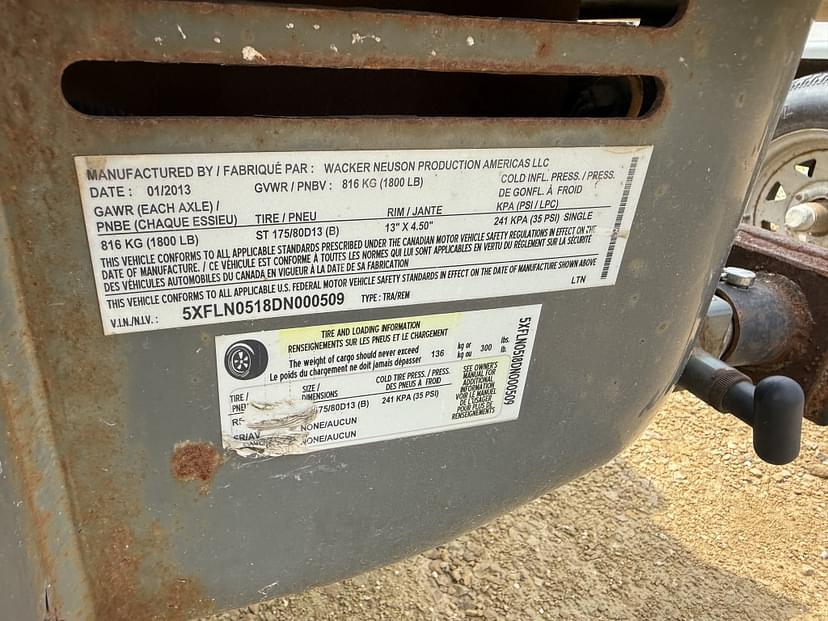 MANUFACTURED BY / FABRIQUÉ PAR : WACKER NEUSON PRODUCTION AMERICAS LLC
DATE : 01/2013 GVWR / PNBV : 816 KG (1800 LB) COLD INFL. PRESS. / PRESS. DE GONFL. À FROID
GAWR (EACH AXLE) / PNBE (CHAQUE ESSIEU) TIRE / PNEU RIM / JANTE KPA (PSI / LPC)
816 KG (1800 LB) ST 175/80D13 (B) 13" X 4.50" 241 KPA (35 PSI) SINGLE
THIS VEHICLE CONFORMS TO ALL APPLICABLE STANDARDS PRESCRIBED UNDER THE CANADIAN MOTOR VEHICLE SAFETY REGULATIONS IN EFFECT ON THE
DATE OF MANUFACTURE. / CE VÉHICULE EST CONFORME À TOUTES LES NORMES QUI LUI SONT APPLICABLES EN VERTU DU RÈGLEMENT SUR LA SÉCURITÉ
DES VÉHICULES AUTOMOBILES DU CANADA EN VIGUEUR À LA DATE DE SA FABRICATION
THIS VEHICLE CONFORMS TO ALL APPLICABLE U.S. FEDERAL MOTOR VEHICLE SAFETY STANDARDS IN EFFECT ON THE DATE OF MANUFACTURE SHOWN ABOVE
V.I.N./N.I.V. : 5XFLN0518DN000509 TYPE : TRA/REM LTN
TIRE AND LOADING INFORMATION
RENSEIGNEMENTS SUR LES PNEUS ET LE CHARGEMENT
The weight of cargo should never exceed 136 kg or 300 lbs.
Le poids du chargement ne doit jamais dépasser kg ou lb.
TIRE / SIZE / COLD TIRE PRESS. / PRESS.
PNEU DIMENSIONS DES PNEUS À FROID
75/80D13 (B) 241 KPA (35 PSI)
NONE/AUCUN
NONE/AUCUN
SEE OWNER'S
MANUAL FOR
ADDITIONAL
INFORMATION
VOIR LE MANUEL
DE L'USAGER
POUR PLUS DE
RENSEIGNEMENTS
5XFLN0518DN000509